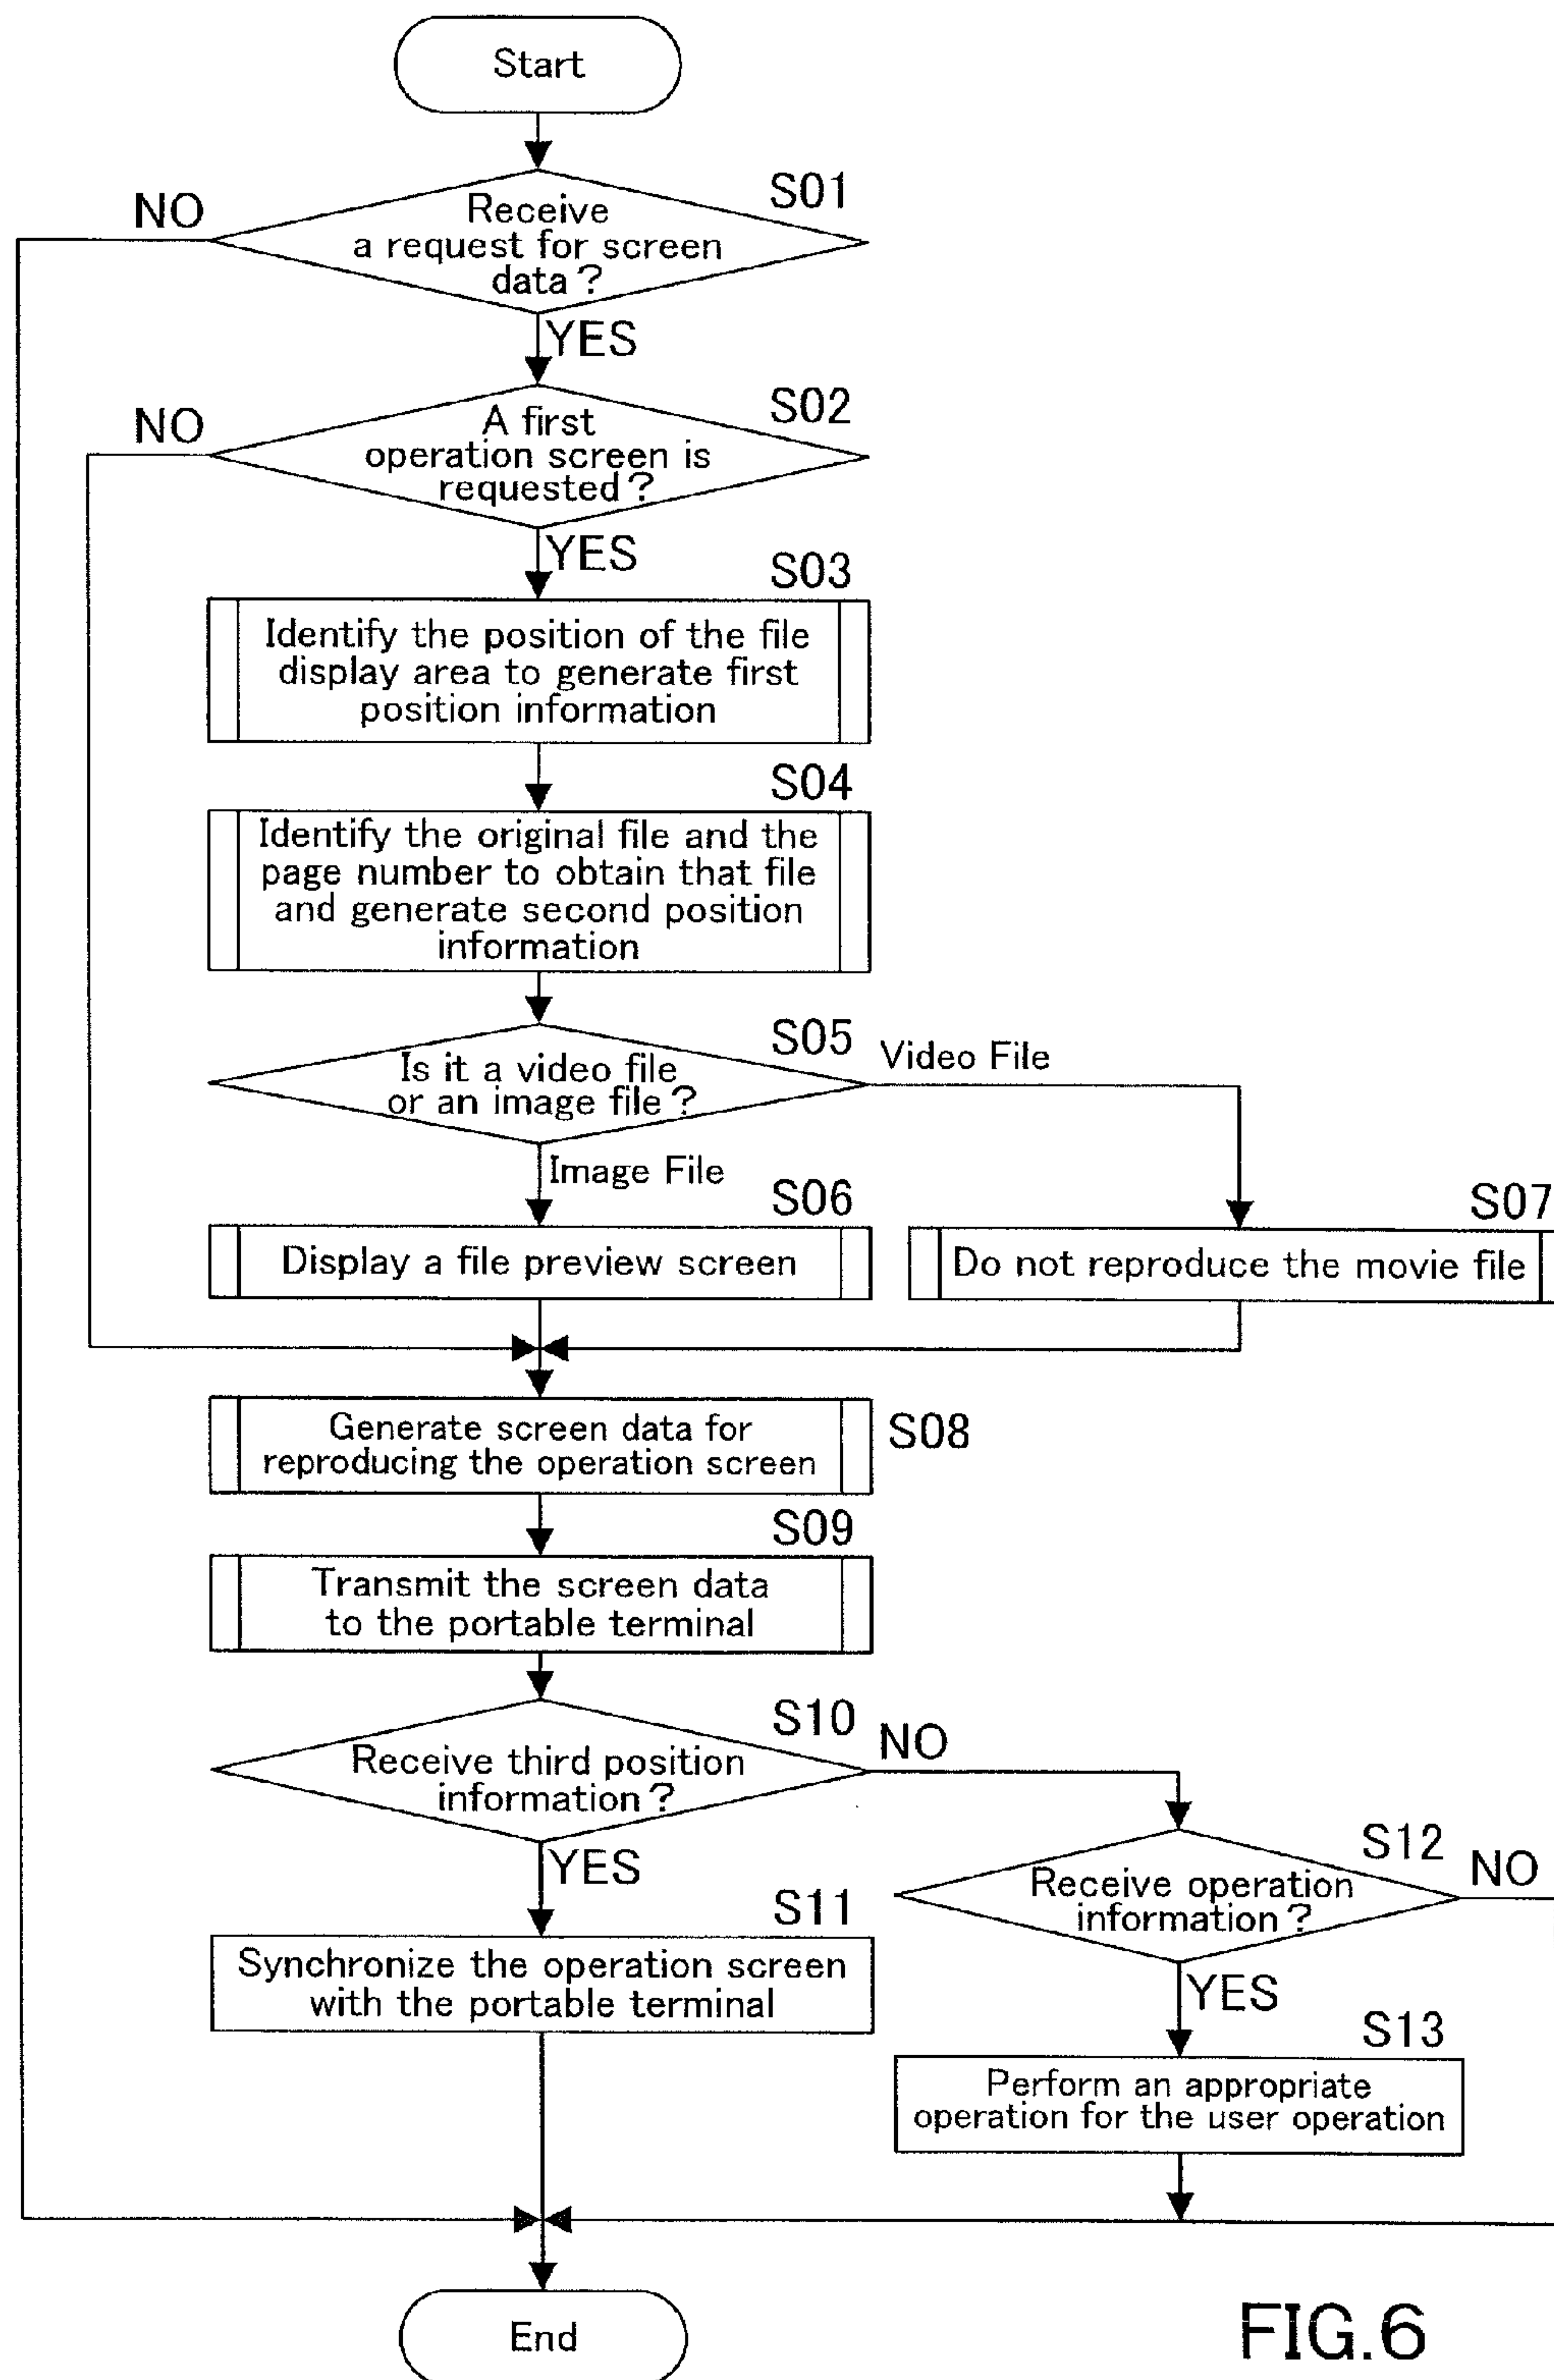 Start
S01
NO
Receive
a request for screen
data?
YES
S02
NO
A first
operation screen is
requested?
YES
S03
Identify the position of the file
display area to generate first
position information
S04
Identify the original file and the
page number to obtain that file
and generate second position
information
S05
Video File
Is it a video file
or an image file?
Image File
S06
S07
Display a file preview screen
Do not reproduce the movie file
Generate screen data for
reproducing the operation screen
S08
S09
Transmit the screen data
to the portable terminal
S10
NO
Receive third position
information?
YES
S12
NO
Receive operation
information?
S11
Synchronize the operation screen
with the portable terminal
YES
S13
Perform an appropriate
operation for the user operation
End
FIG.6